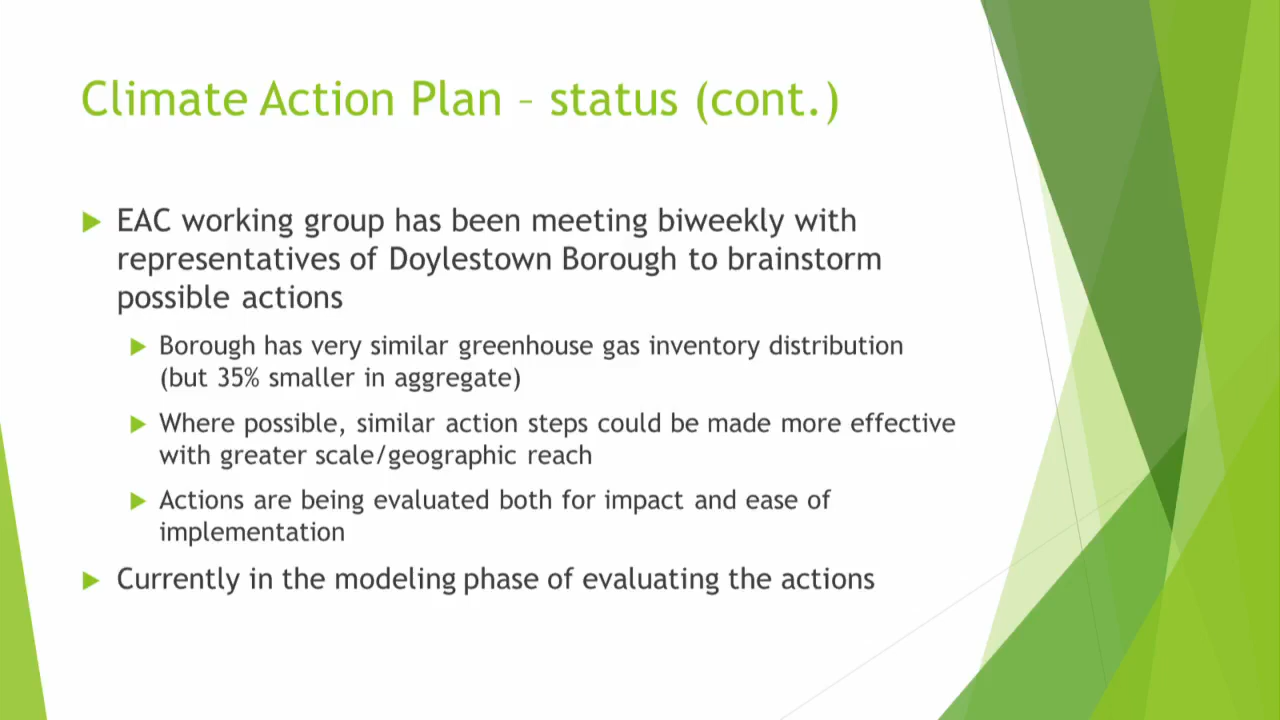 Climate Action Plan – status (cont.)
EAC working group has been meeting biweekly with
representatives of Doylestown Borough to brainstorm
possible actions
Borough has very similar greenhouse gas inventory distribution
(but 35% smaller in aggregate)
Where possible, similar action steps could be made more effective
with greater scale/geographic reach
Actions are being evaluated both for impact and ease of
implementation
Currently in the modeling phase of evaluating the actions